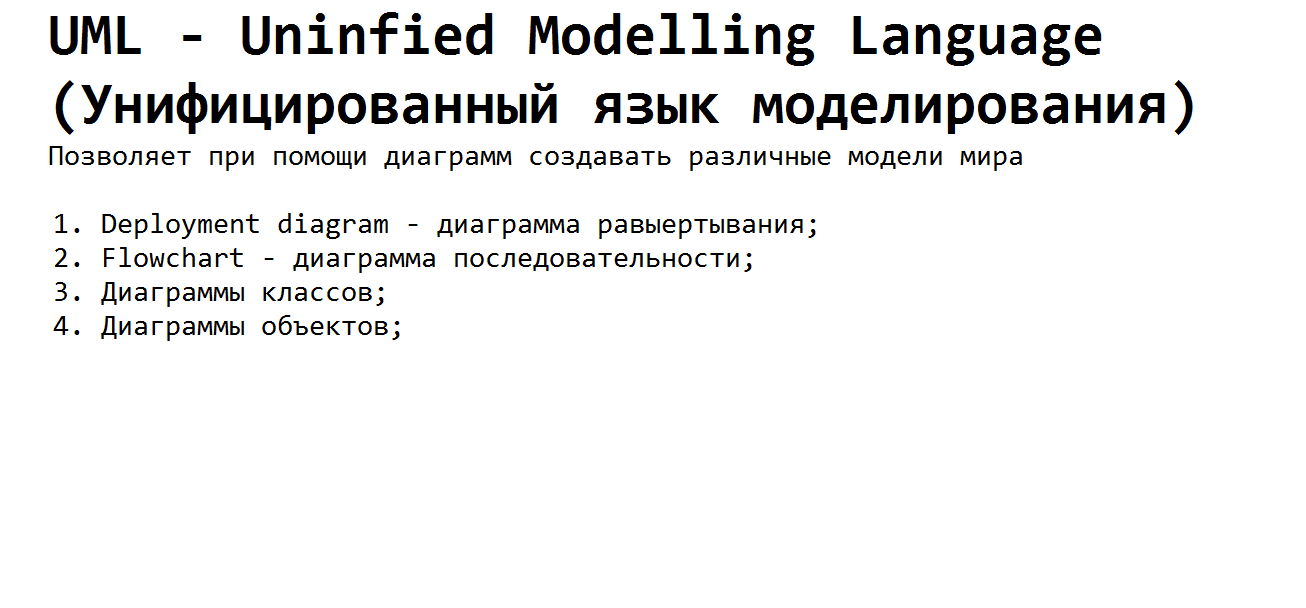 UML - Uninfied Modelling Language
(Унифицированный язык моделирования)
Позволяет при помощи диаграмм создавать различные модели мира
1. Deployment diagram - диаграмма равыертывания;
2. Flowchart - диаграмма последовательности;
3. Диаграммы классов;
4. Диаграммы объектов;